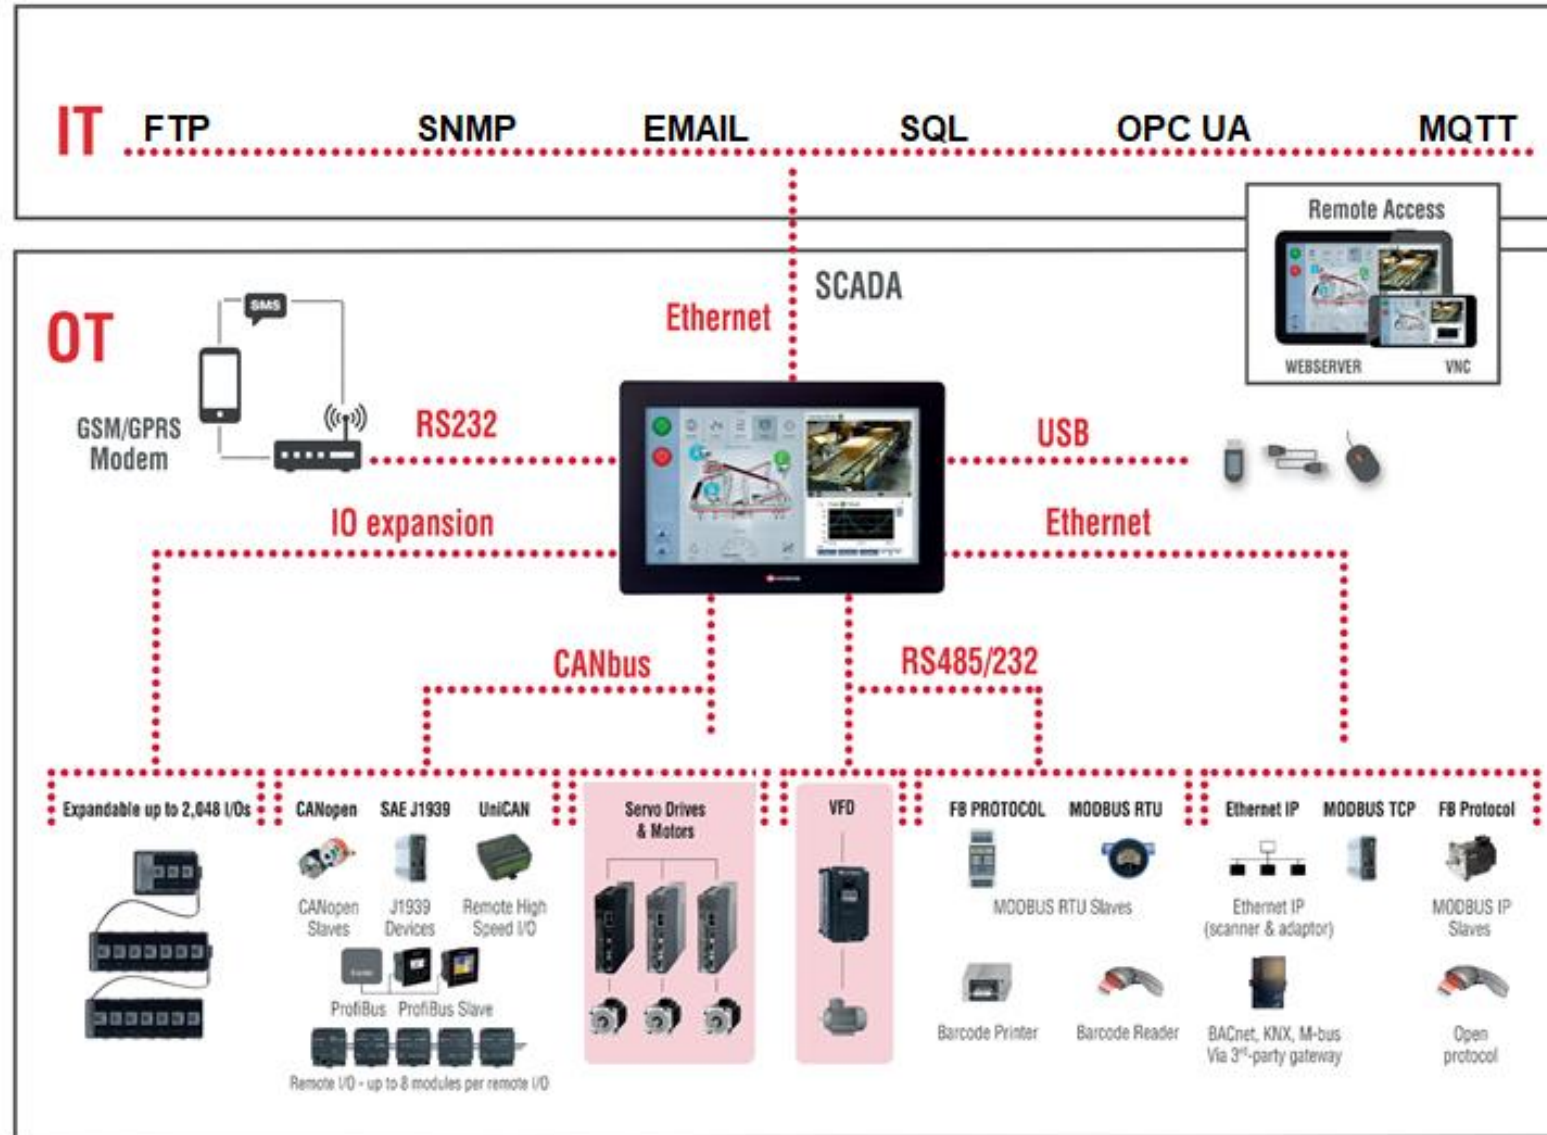 IT
FTP
SNMP
EMAIL
SQL
OPC UA
MQTT
Remote Access
WEBSERVER
VNC
OT
SMS
GSM/GPRS
Modem
RS232
Ethernet
SCADA
USB
IO expansion
Ethernet
CANbus
RS485/232
Expandable up to 2,048 I/Os
CANopen
SAE J1939
UniCAN
CANopen
Slaves
J1939
Devices
Remote High
Speed I/O
ProfiBus
ProfiBus Slave
Remote I/O - up to 8 modules per remote I/O
Servo Drives
& Motors
VFD
FB PROTOCOL
MODBUS RTU
MODBUS RTU Slaves
Barcode Printer
Barcode Reader
Ethernet IP
MODBUS TCP
FB Protocol
Ethernet IP
(scanner & adaptor)
MODBUS IP
Slaves
BACnet, KNX, M-bus
Via 3rd-party gateway
Open
protocol